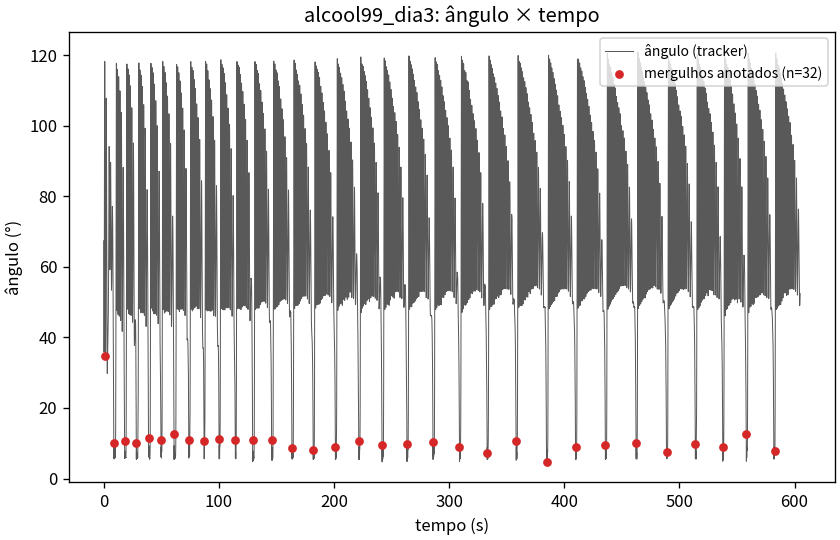 alcool99_dia3: ângulo × tempo
ângulo (tracker)
mergulhos anotados (n=32)
ângulo (°)
120
100
80
60
40
20
0
0 100 200 300 400 500 600
tempo (s)